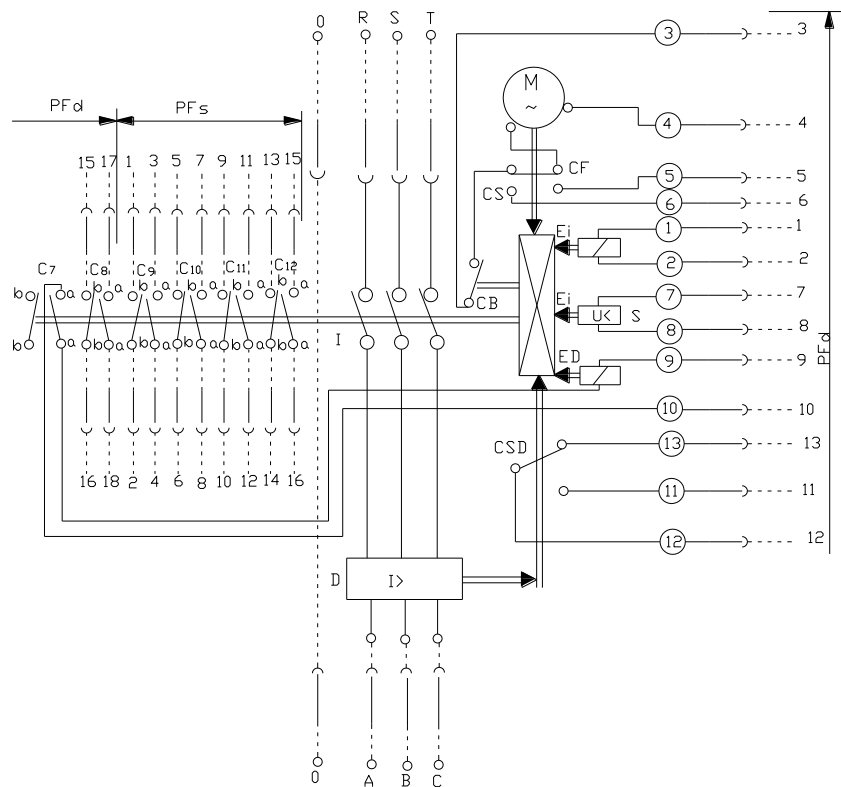 0 R S T
3 3
M
~
PFd PFs
4 4
15 17 1 3 5 7 9 11 13 15
CF
5 5
CS 6 6
Ei 1 1
C7 C8 C9 C10 C11 C12
2 2
b a b a b a b a b a b a
CB
Ei 7 7
U< S
I 8 8
b a b a b a b a b a b a
ED 9 9
PFd
10 10
CSD 13 13
16 18 2 4 6 8 10 12 14 16
11 11
12 12
D I>
0 A B C